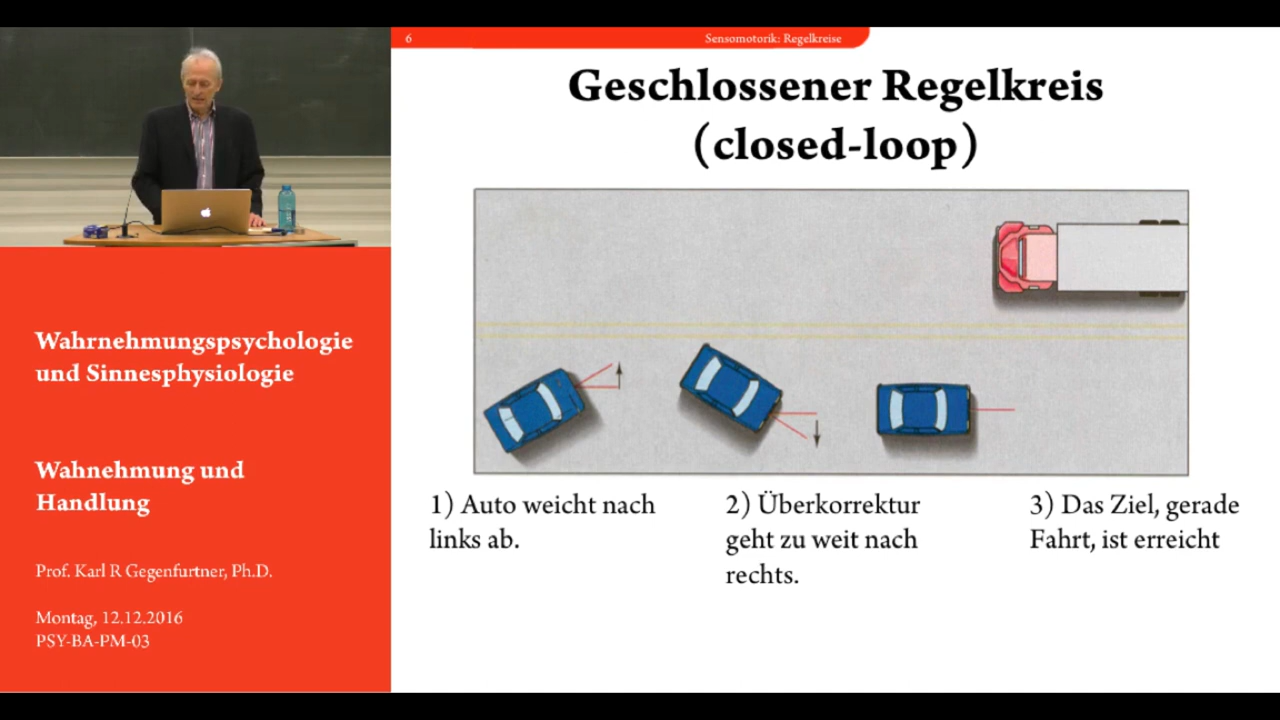 6
Sensomotorik: Regelkreise
Geschlossener Regelkreis
(closed-loop)
1) Auto weicht nach
links ab.
2) Überkorrektur
geht zu weit nach
rechts.
3) Das Ziel, gerade
Fahrt, ist erreicht
Wahrnehmungspsychologie
und Sinnesphysiologie
Wahnehmung und
Handlung
Prof. Karl R Gegenfurtner, Ph.D.
Montag, 12.12.2016
PSY-BA-PM-03